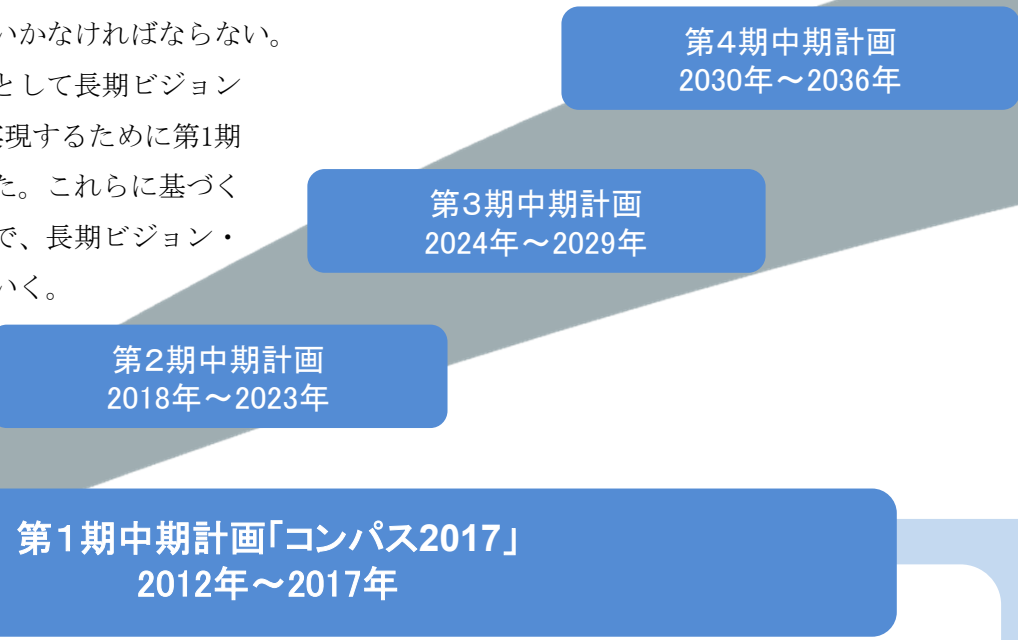 いかなければならない。
として長期ビジョン
現するために第1期
た。これらに基づく
で、長期ビジョン・
いく。
第4期中期計画
2030年～2036年
第3期中期計画
2024年～2029年
第2期中期計画
2018年～2023年
第1期中期計画「コンパス2017」
2012年～2017年